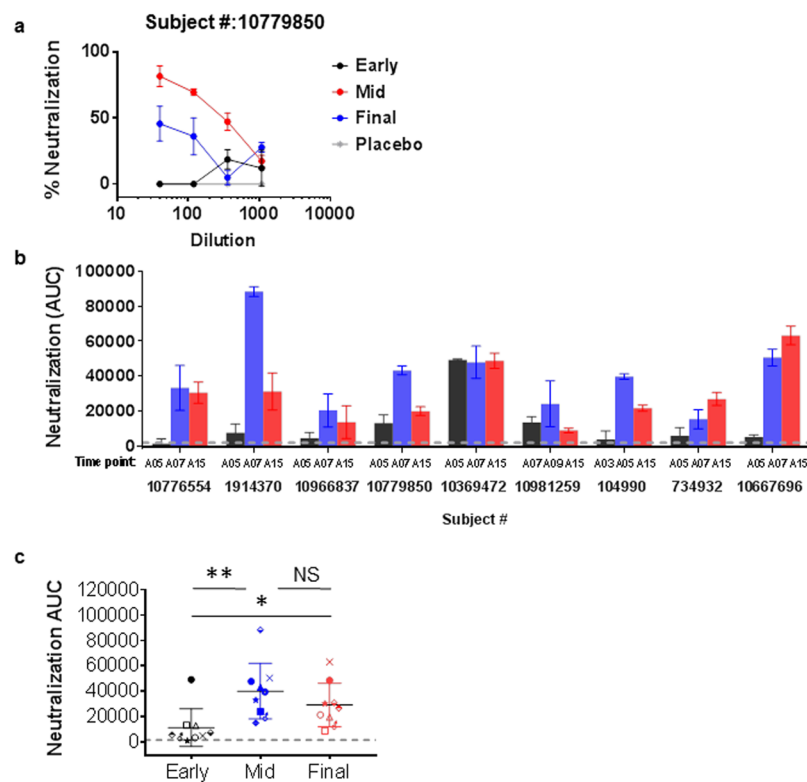 a
Subject #:10779850
100
50
0
% Neutralization
10 100 1000 10000
Dilution
Early
Mid
Final
Placebo
b
100000
80000
60000
40000
20000
0
Neutralization (AUC)
Time point: A05 A07 A15 A05 A07 A15 A05 A07 A15 A05 A07 A15 A05 A07 A15 A07 A09 A15 A03 A05 A15 A05 A07 A15 A05 A07 A15
10776554 1914370 10966837 10779850 10369472 10981259 104990 734932 10667696
Subject #
c
** NS
*
120000
100000
80000
60000
40000
20000
0
Neutralization AUC
Early Mid Final